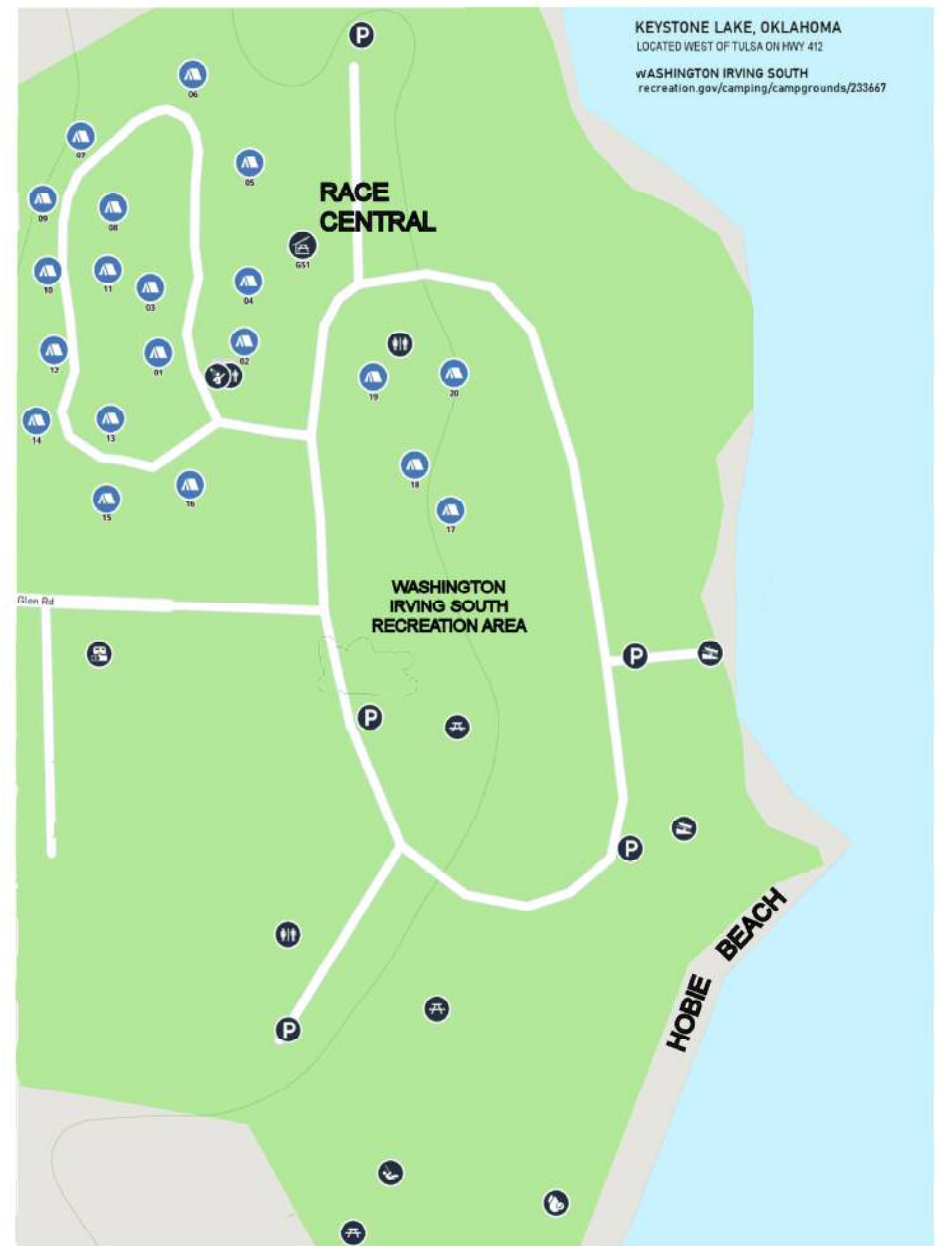 KEYSTONE LAKE, OKLAHOMA
LOCATED WEST OF TULSA ON HWY 412
WASHINGTON IRVING SOUTH
recreation.gov/camping/campgrounds/233667
P
06
07
05
09
RACE
CENTRAL
08
GS1
10
11
03
04
12
01
02
19
20
14
13
18
15
16
17
WASHINGTON
IRVING SOUTH
RECREATION AREA
Glen Rd
P
P
P
HOBIE BEACH
P